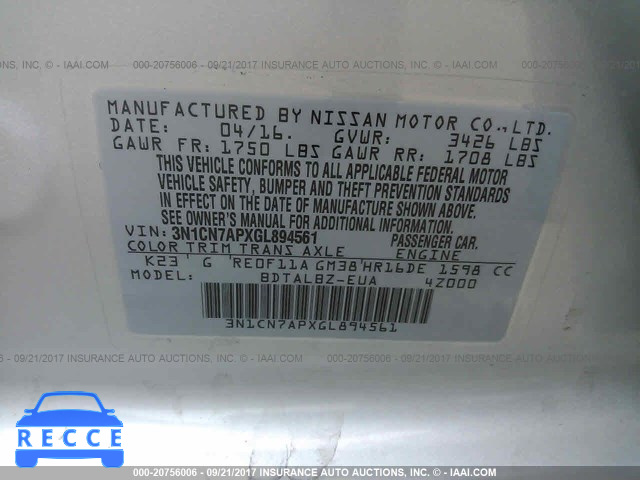 000-20756006 - 09/21/2017 INSURANCE AUTO AUCTIONS, INC. © - IAAI.COM
MANUFACTURED BY NISSAN MOTOR CO., LTD.
DATE: 04/16. GVWR: 3426 LBS
GAWR FR: 1750 LBS GAWR RR: 1708 LBS
THIS VEHICLE CONFORMS TO ALL APPLICABLE FEDERAL MOTOR
VEHICLE SAFETY, BUMPER AND THEFT PREVENTION STANDARDS
IN EFFECT ON THE DATE OF MANUFACTURE SHOWN ABOVE.
SEE OWNER'S MANUAL FOR ADDITIONAL INFORMATION.
VIN: 3N1CN7APXGL894561 PASSENGER CAR.
COLOR TRIM TRANS AXLE ENGINE
K23 G RE0F11A GM38 HR16DE 1598 CC
MODEL: BDTALBZ-EUA 4Z000
3N1CN7APXGL894561
000-20756006 - 09/21/2017 INSURANCE AUTO AUCTIONS, INC. © - IAAI.COM
RECCE
000-20756006 - 09/21/2017 - INSURANCE AUTO AUCTIONS, INC. © - IAAI.COM